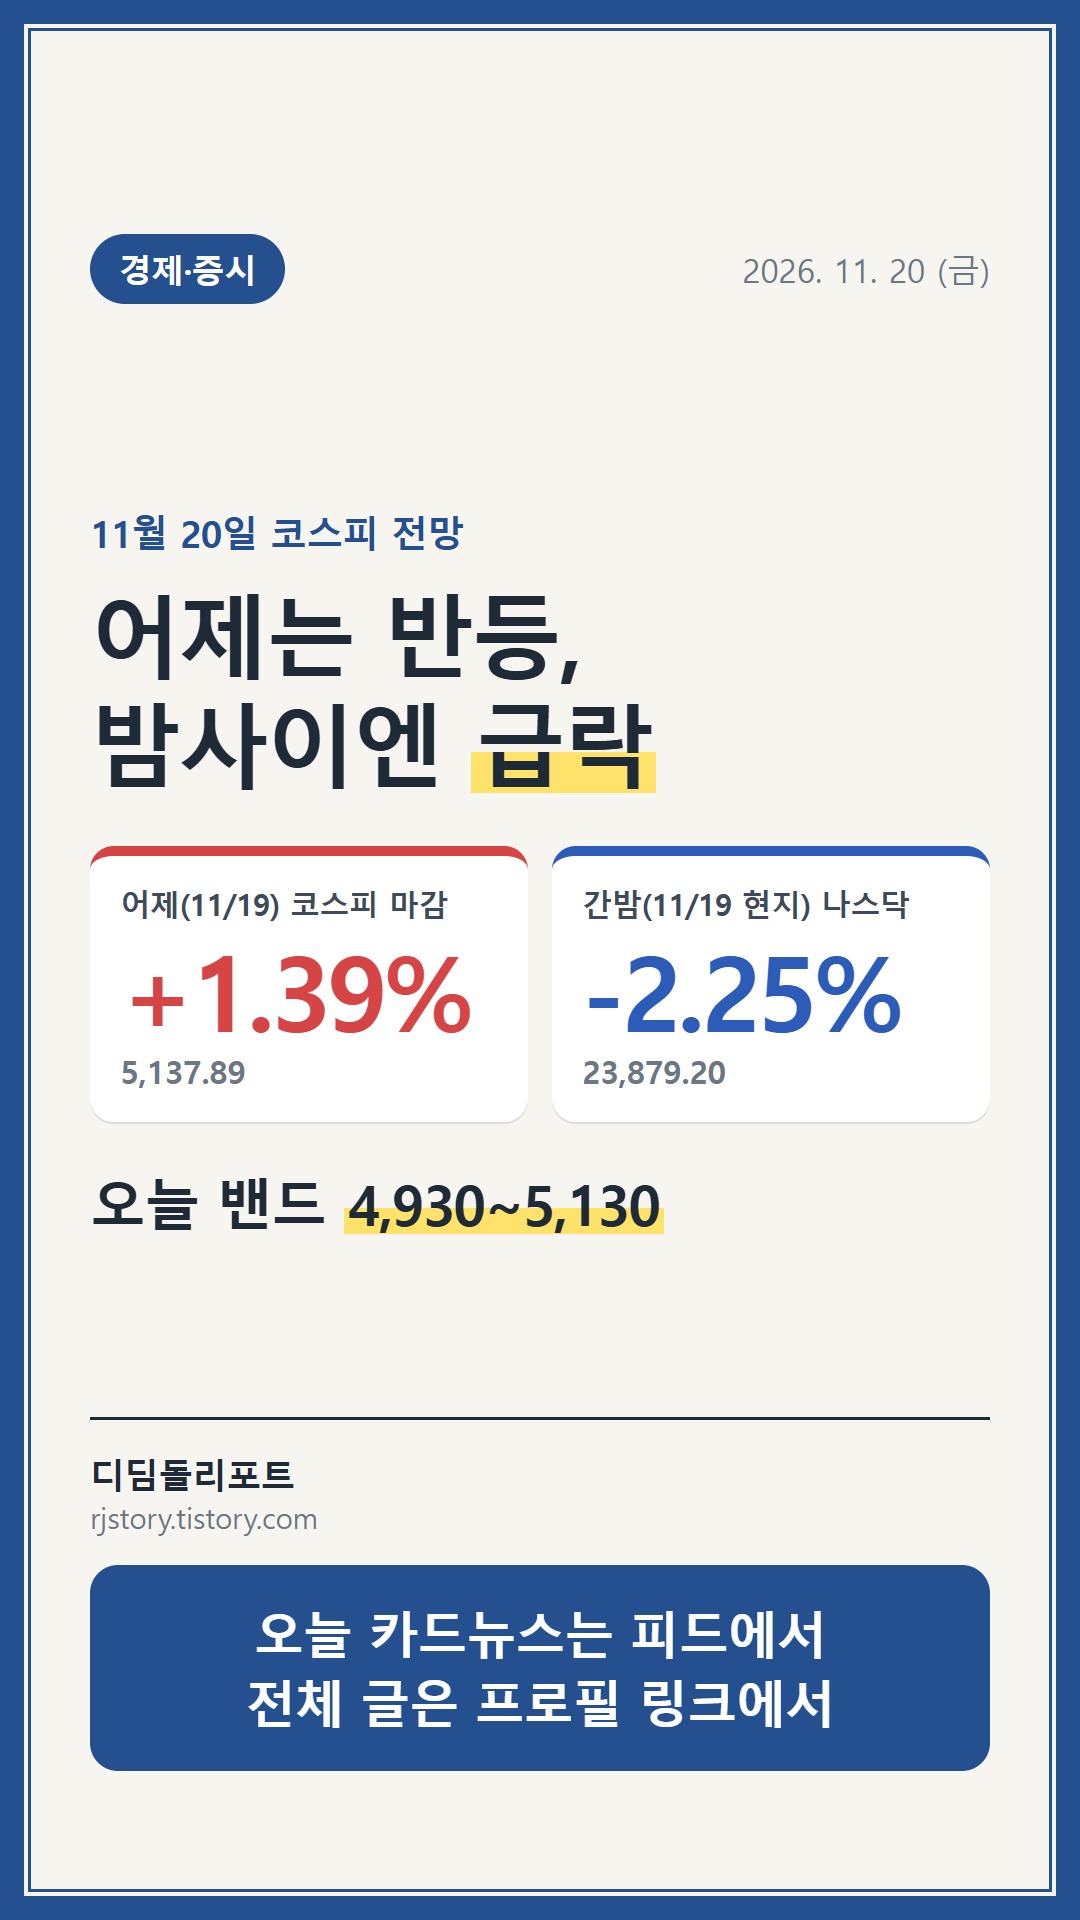 경제·증시
2026. 11. 20 (금)
11월 20일 코스피 전망
어제는 반등,
밤사이엔 급락
어제(11/19) 코스피 마감
+1.39%
5,137.89
간밤(11/19 현지) 나스닥
-2.25%
23,879.20
오늘 밴드 4,930~5,130
디딤돌리포트
rjstory.tistory.com
오늘 카드뉴스는 피드에서
전체 글은 프로필 링크에서